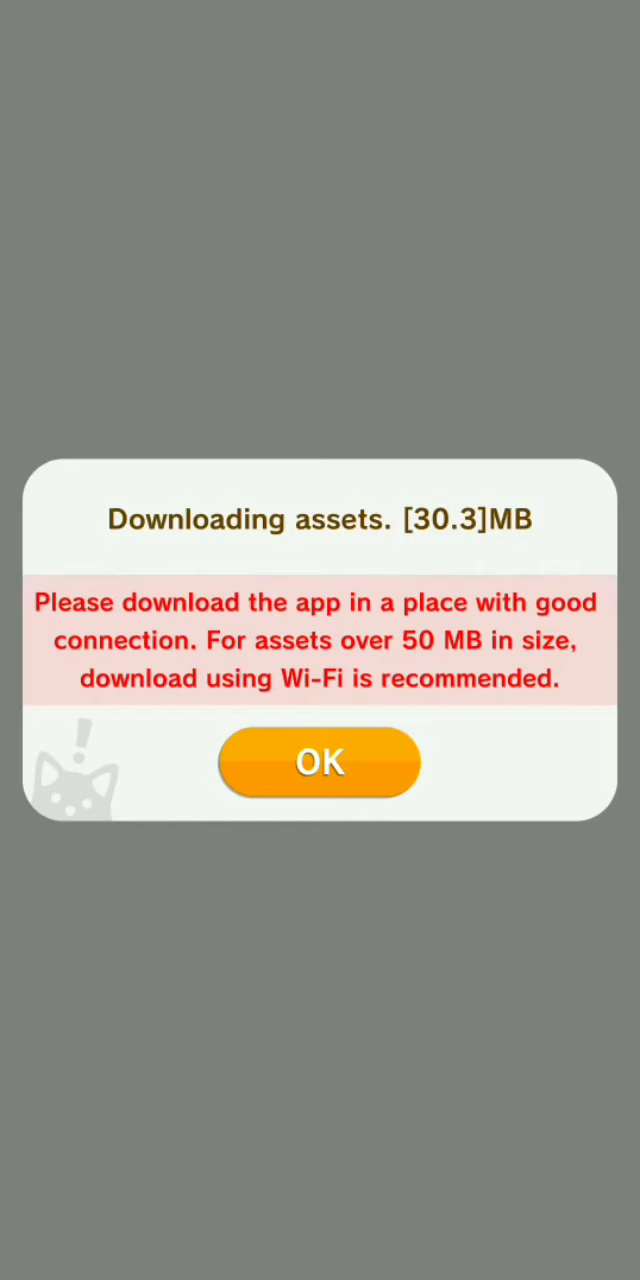 Downloading assets. [30.3]MB
Please download the app in a place with good
connection. For assets over 50 MB in size,
download using Wi-Fi is recommended.
OK